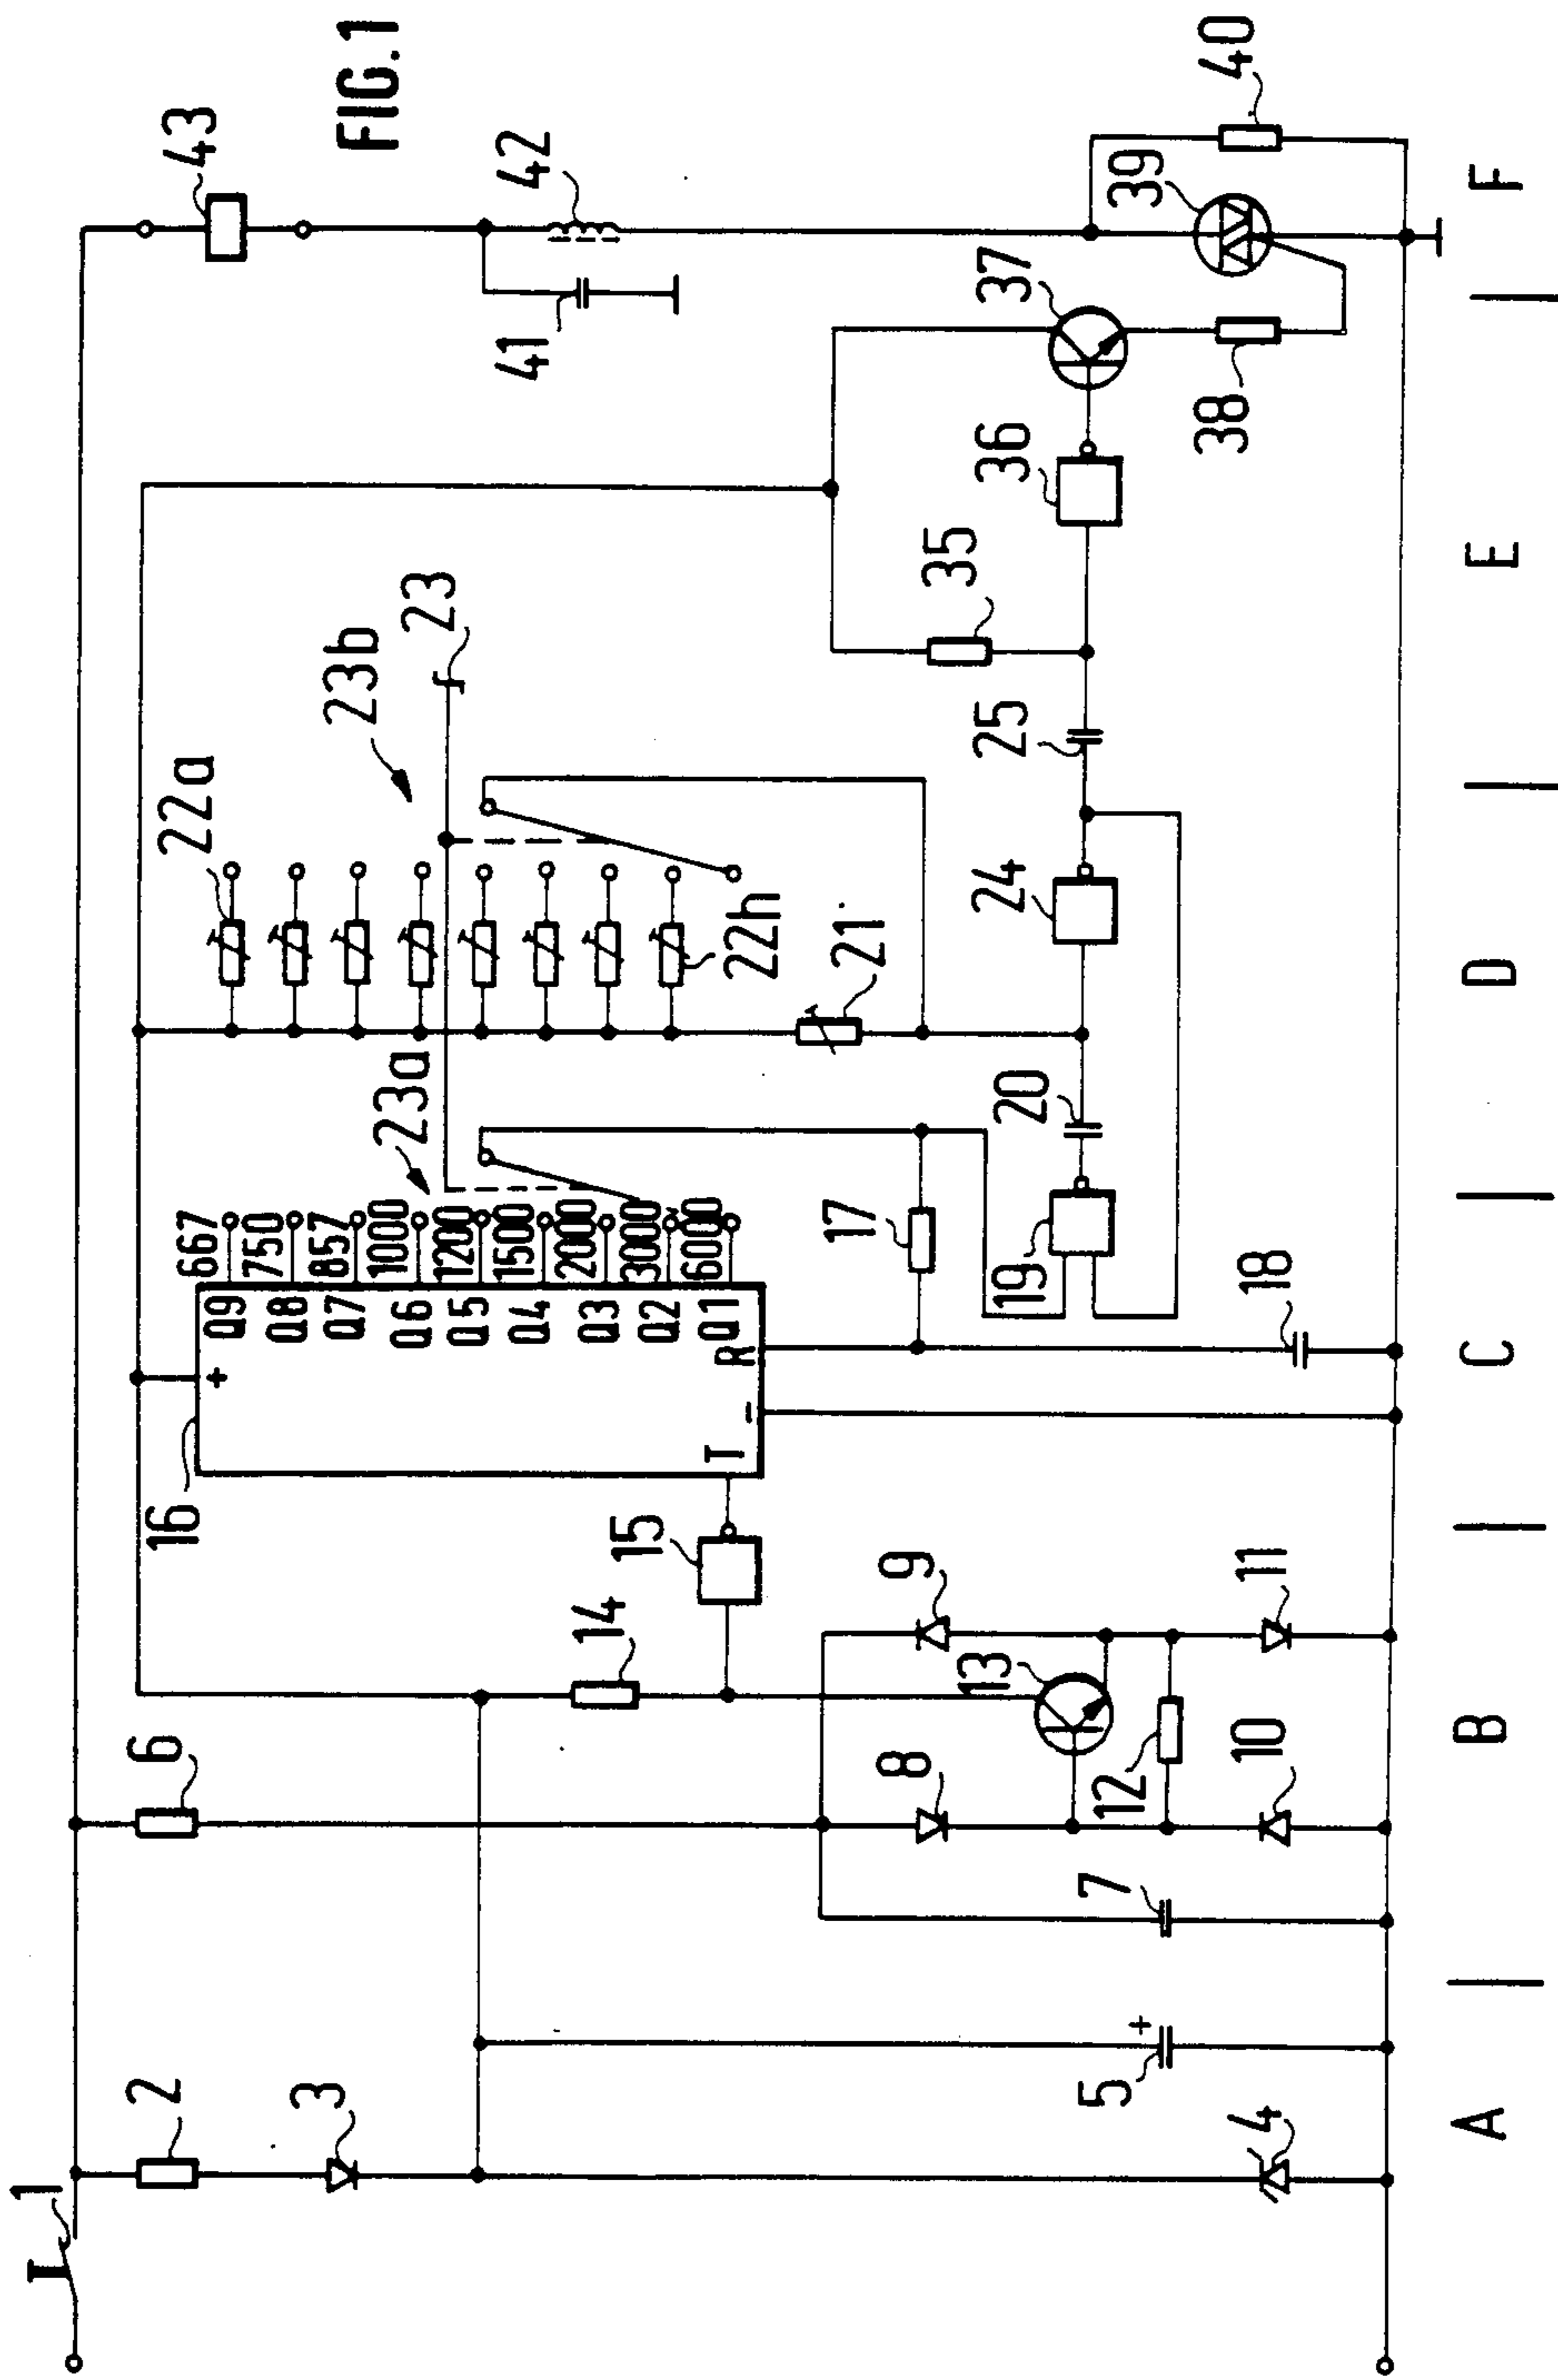 FIG.1
1
2
3
4
5
+
6
7
8
9
10
11
12
13
14
15
16
+
T
-
R
Q9 667
Q8 750
Q7 857
Q6 1000
Q5 1200
Q4 1500
Q3 2000
Q2 3000
Q1 6000
17
18
19
20
21
22a
22h
23a
23b
23
24
25
35
36
37
38
39
40
41
42
43
A
B
C
D
E
F